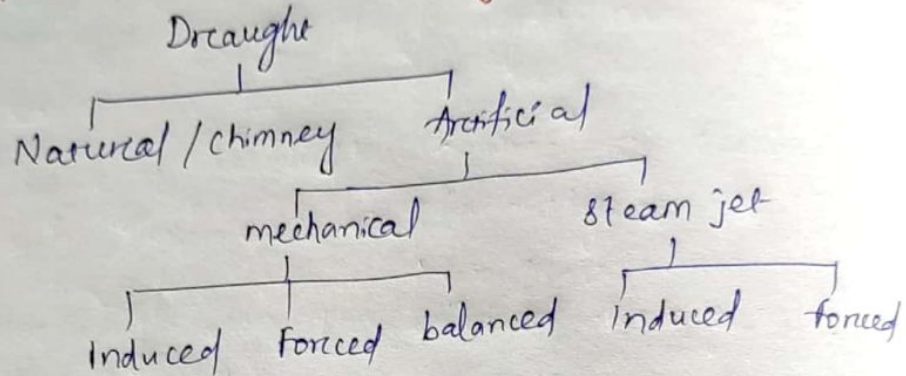 Draught
Natural / chimney Artificial
mechanical steam jet
Induced Forced balanced induced forced